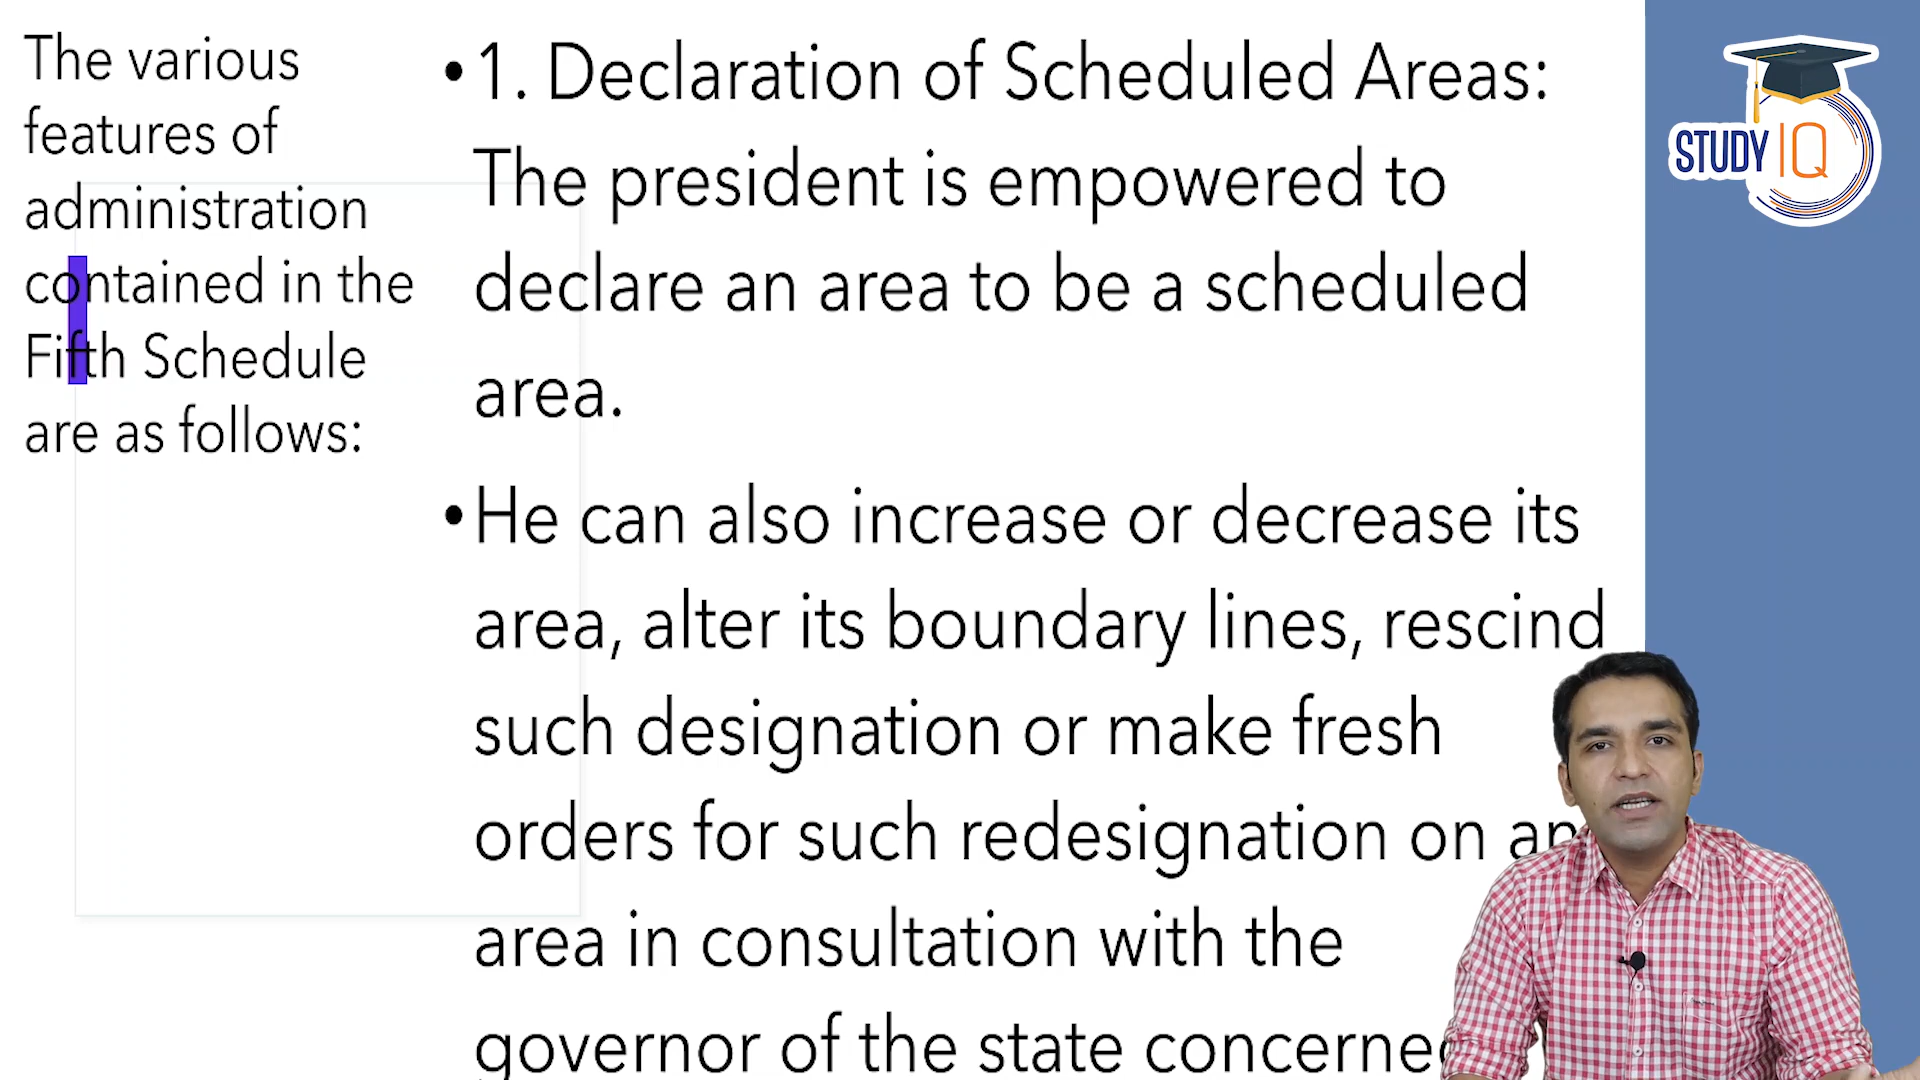 The various
features of
administration
contained in the
Fifth Schedule
are as follows:
•1. Declaration of Scheduled Areas:
The president is empowered to
declare an area to be a scheduled
area.
•He can also increase or decrease its
area, alter its boundary lines, rescind
such designation or make fresh
orders for such redesignation on an
area in consultation with the
governor of the state concerned
STUDY IQ